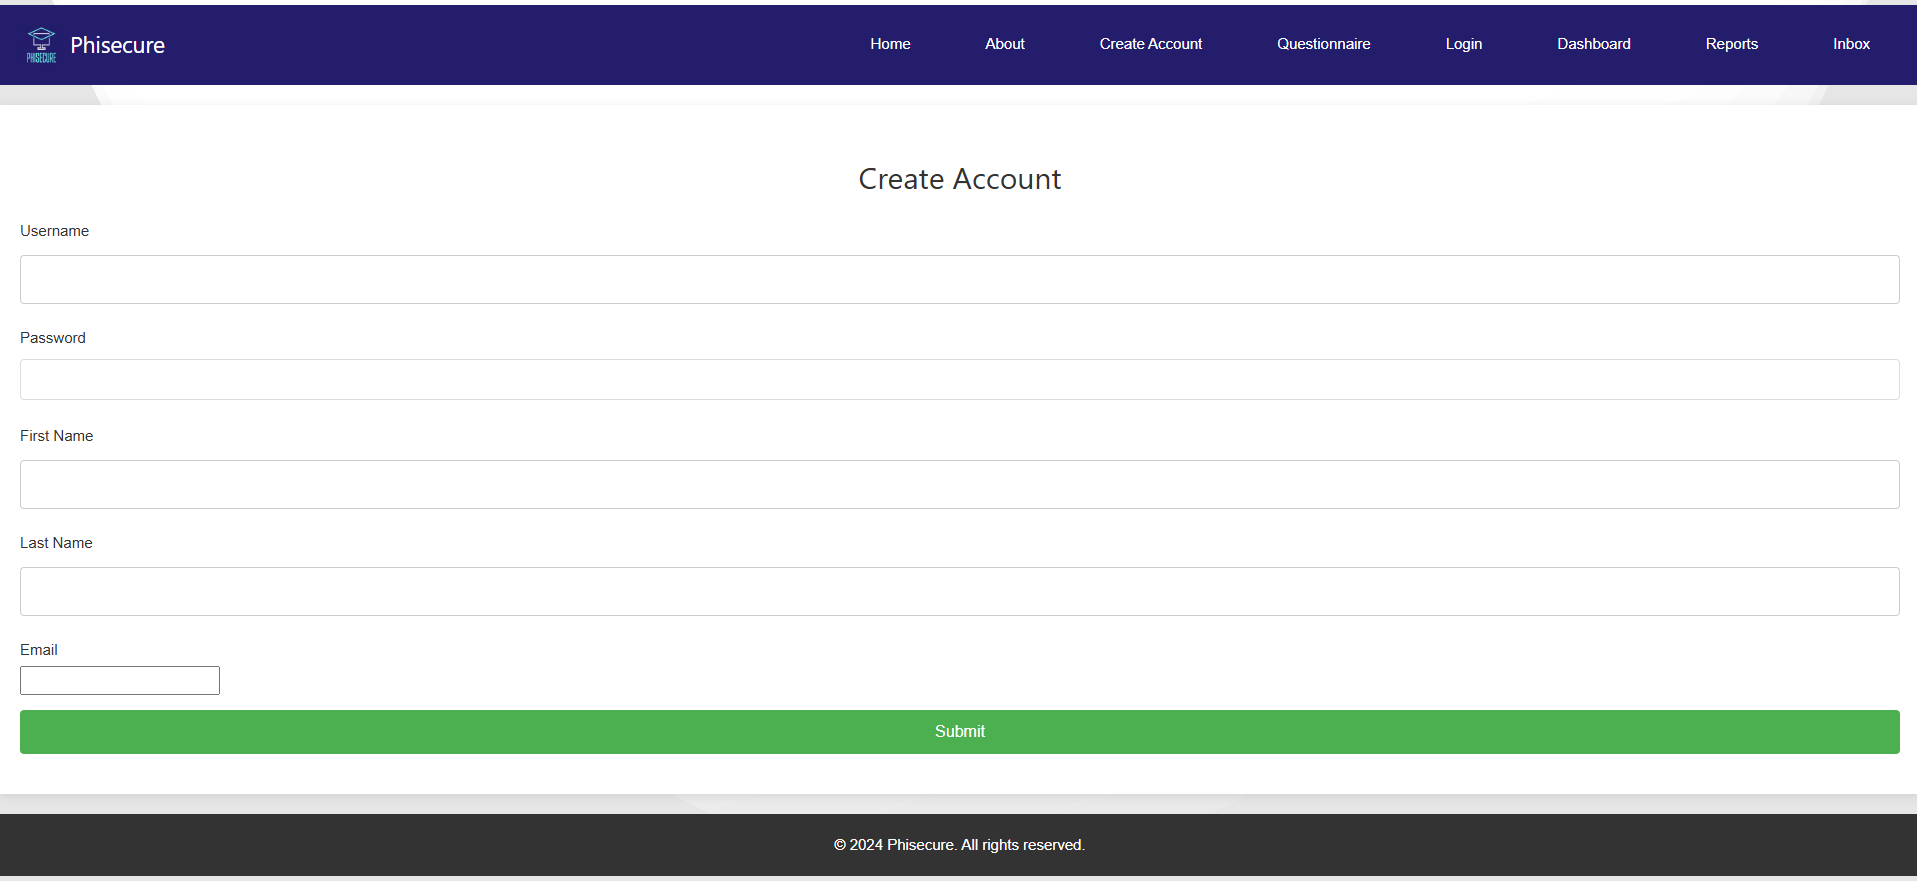 PHISECURE
Phisecure
Home About Create Account Questionnaire Login Dashboard Reports Inbox
Create Account
Username
Password
First Name
Last Name
Email
Submit
© 2024 Phisecure. All rights reserved.